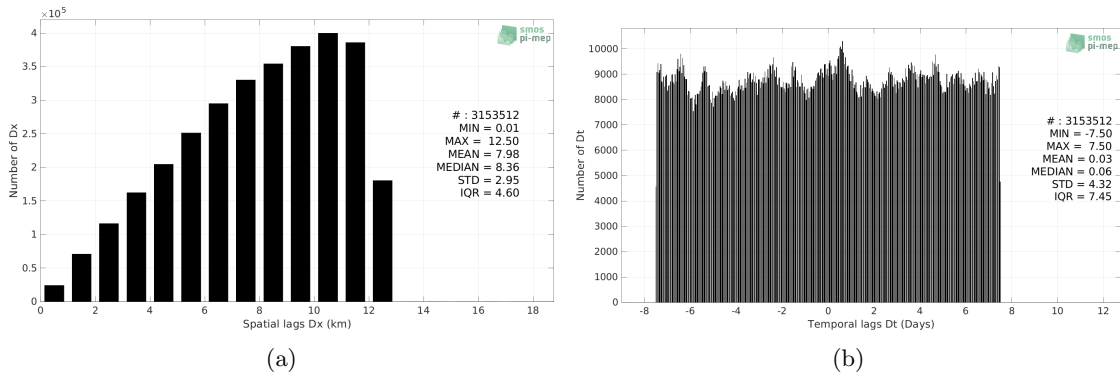 ×10⁵
4
3.5
3
2.5
2
1.5
1
0.5
0
Number of Dx
0 2 4 6 8 10 12 14 16 18
Spatial lags Dx (km)
smos
pi-mep
# : 3153512
MIN = 0.01
MAX = 12.50
MEAN = 7.98
MEDIAN = 8.36
STD = 2.95
IQR = 4.60
(a)
10000
9000
8000
7000
6000
5000
4000
3000
2000
1000
0
Number of Dt
-8 -6 -4 -2 0 2 4 6 8 10 12
Temporal lags Dt (Days)
smos
pi-mep
# : 3153512
MIN = -7.50
MAX = 7.50
MEAN = 0.03
MEDIAN = 0.06
STD = 4.32
IQR = 7.45
(b)